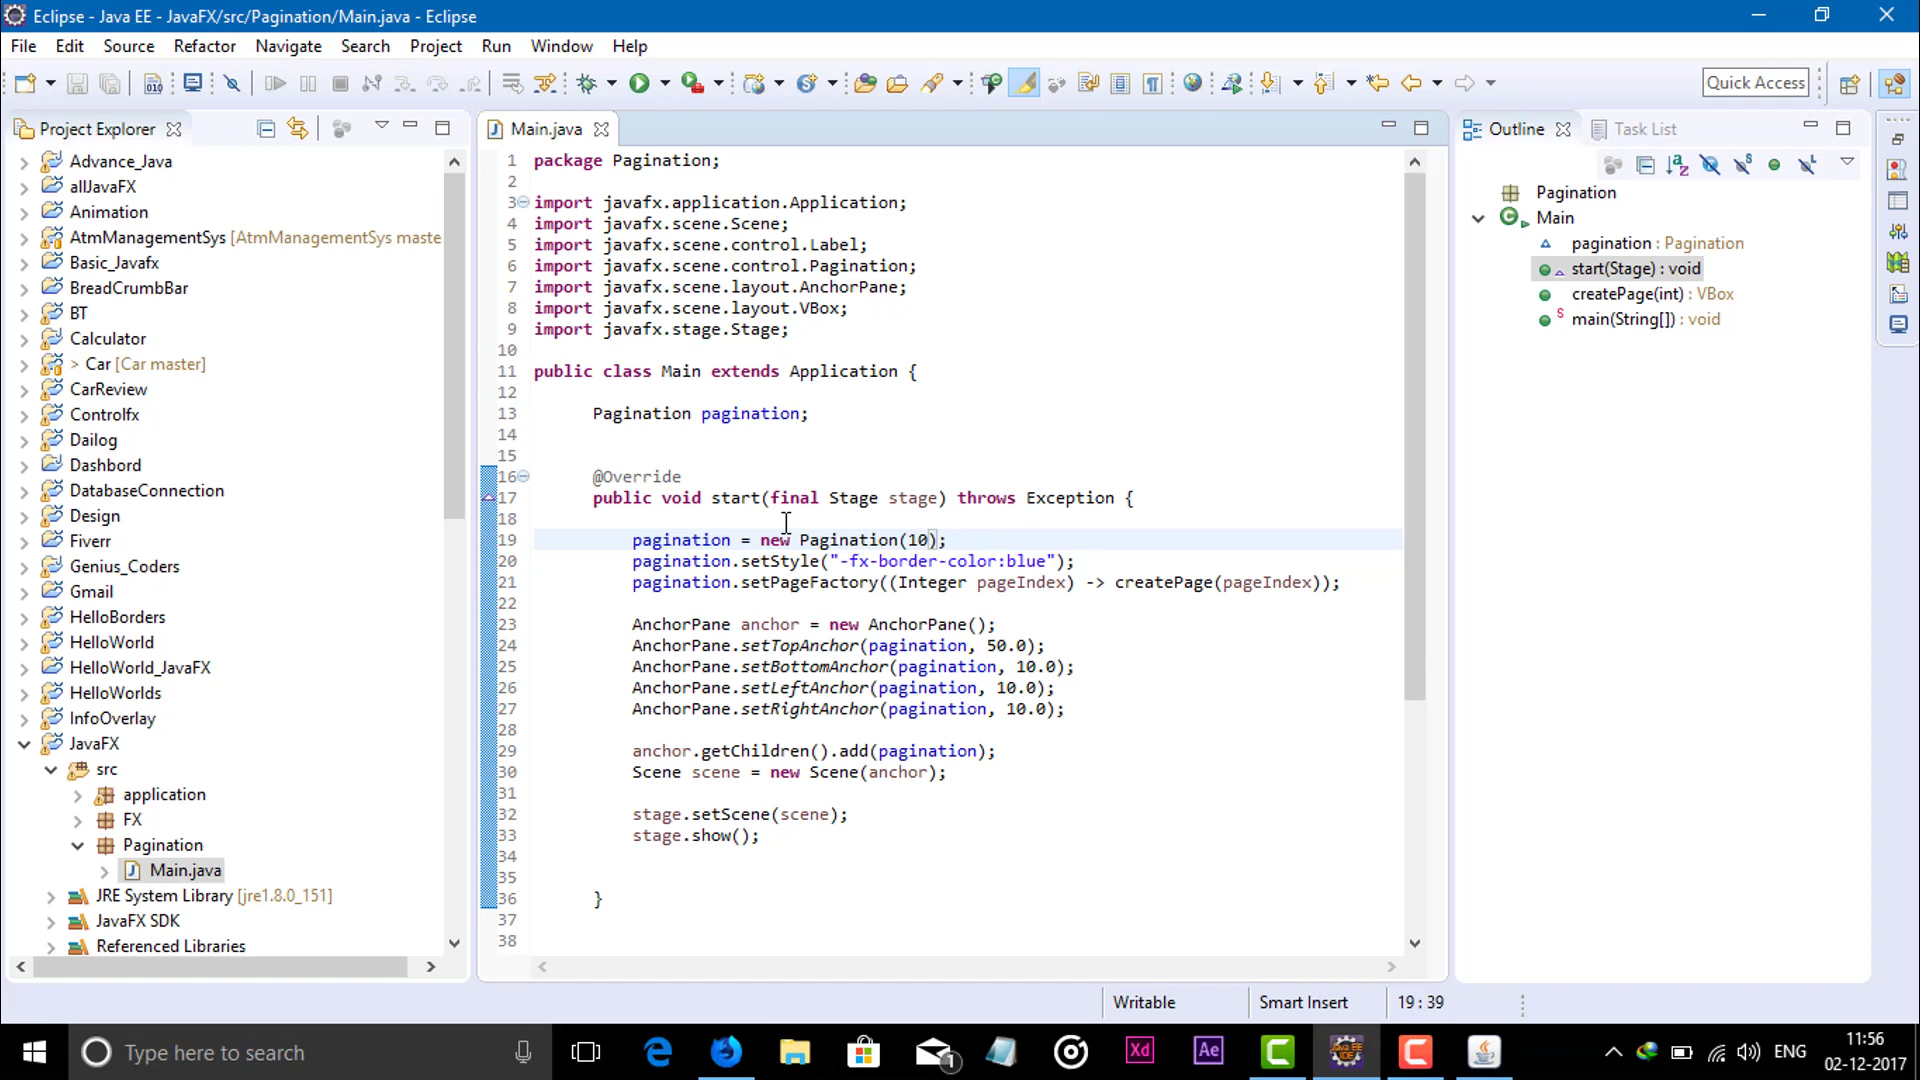 Eclipse - Java EE - JavaFX/src/Pagination/Main.java - Eclipse
File Edit Source Refactor Navigate Search Project Run Window Help
Quick Access
Project Explorer
Advance_Java
allJavaFX
Animation
AtmManagementSys [AtmManagementSys maste
Basic_Javafx
BreadCrumbBar
BT
Calculator
> Car [Car master]
CarReview
Controlfx
Dailog
Dashbord
DatabaseConnection
Design
Fiverr
Genius_Coders
Gmail
HelloBorders
HelloWorld
HelloWorld_JavaFX
HelloWorlds
InfoOverlay
JavaFX
src
application
FX
Pagination
Main.java
JRE System Library [jre1.8.0_151]
JavaFX SDK
Referenced Libraries
Main.java
1 package Pagination;
2
3 import javafx.application.Application;
4 import javafx.scene.Scene;
5 import javafx.scene.control.Label;
6 import javafx.scene.control.Pagination;
7 import javafx.scene.layout.AnchorPane;
8 import javafx.scene.layout.VBox;
9 import javafx.stage.Stage;
10
11 public class Main extends Application {
12
13 Pagination pagination;
14
15
16 @Override
17 public void start(final Stage stage) throws Exception {
18
19 pagination = new Pagination(10);
20 pagination.setStyle("-fx-border-color:blue");
21 pagination.setPageFactory((Integer pageIndex) -> createPage(pageIndex));
22
23 AnchorPane anchor = new AnchorPane();
24 AnchorPane.setTopAnchor(pagination, 50.0);
25 AnchorPane.setBottomAnchor(pagination, 10.0);
26 AnchorPane.setLeftAnchor(pagination, 10.0);
27 AnchorPane.setRightAnchor(pagination, 10.0);
28
29 anchor.getChildren().add(pagination);
30 Scene scene = new Scene(anchor);
31
32 stage.setScene(scene);
33 stage.show();
34
35
36 }
37
38
Outline Task List
Pagination
Main
pagination : Pagination
start(Stage) : void
createPage(int) : VBox
main(String[]) : void
Writable Smart Insert 19 : 39
Type here to search
1
Xd
Ae
ENG
11:56
02-12-2017